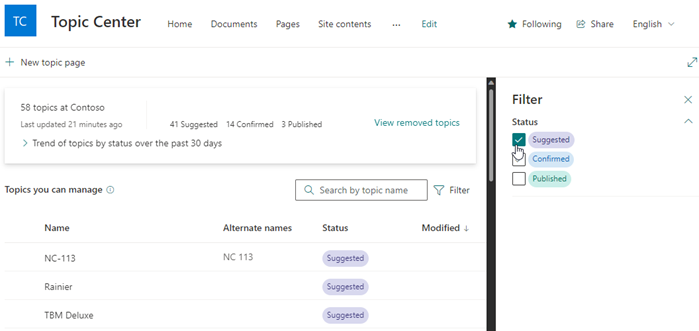 TC Topic Center Home Documents Pages Site contents ... Edit Following Share English
+ New topic page
58 topics at Contoso
Last updated 21 minutes ago 41 Suggested 14 Confirmed 3 Published View removed topics
Trend of topics by status over the past 30 days
Topics you can manage Search by topic name Filter
Name Alternate names Status Modified
NC-113 NC 113 Suggested
Rainier Suggested
TBM Deluxe Suggested
Filter
Status
Suggested
Confirmed
Published